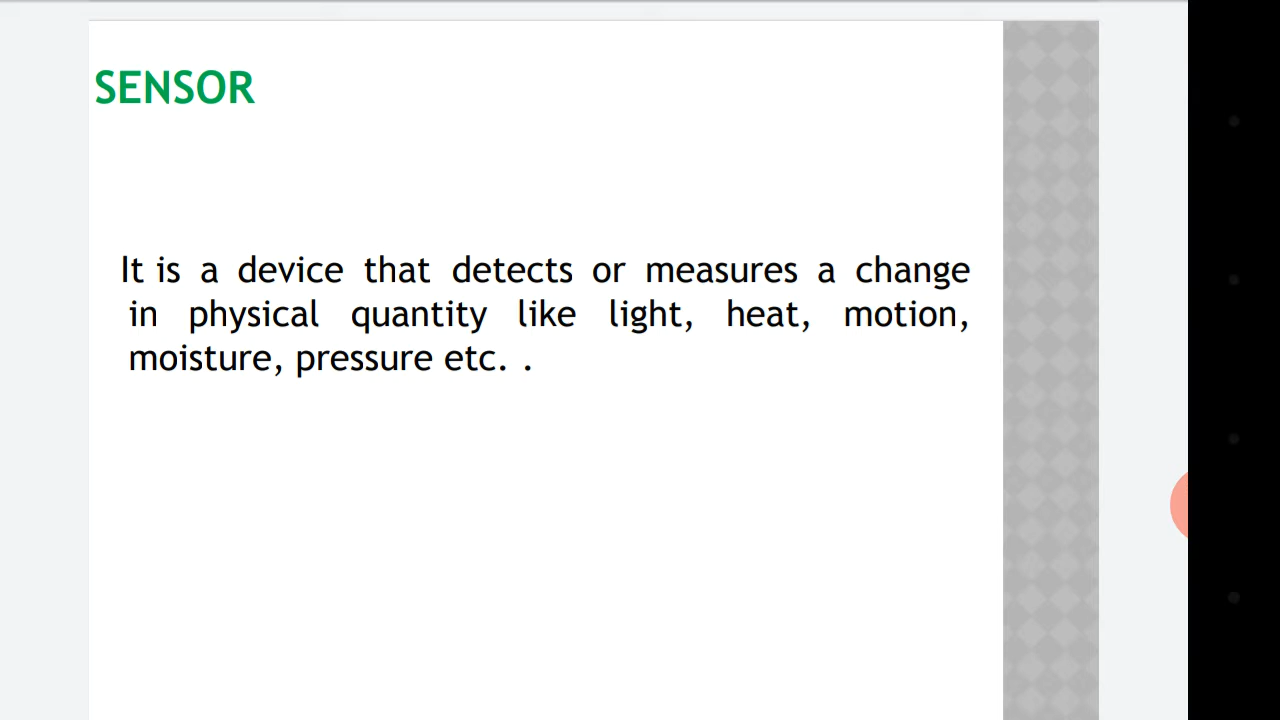 SENSOR
It is a device that detects or measures a change
in physical quantity like light, heat, motion,
moisture, pressure etc. .